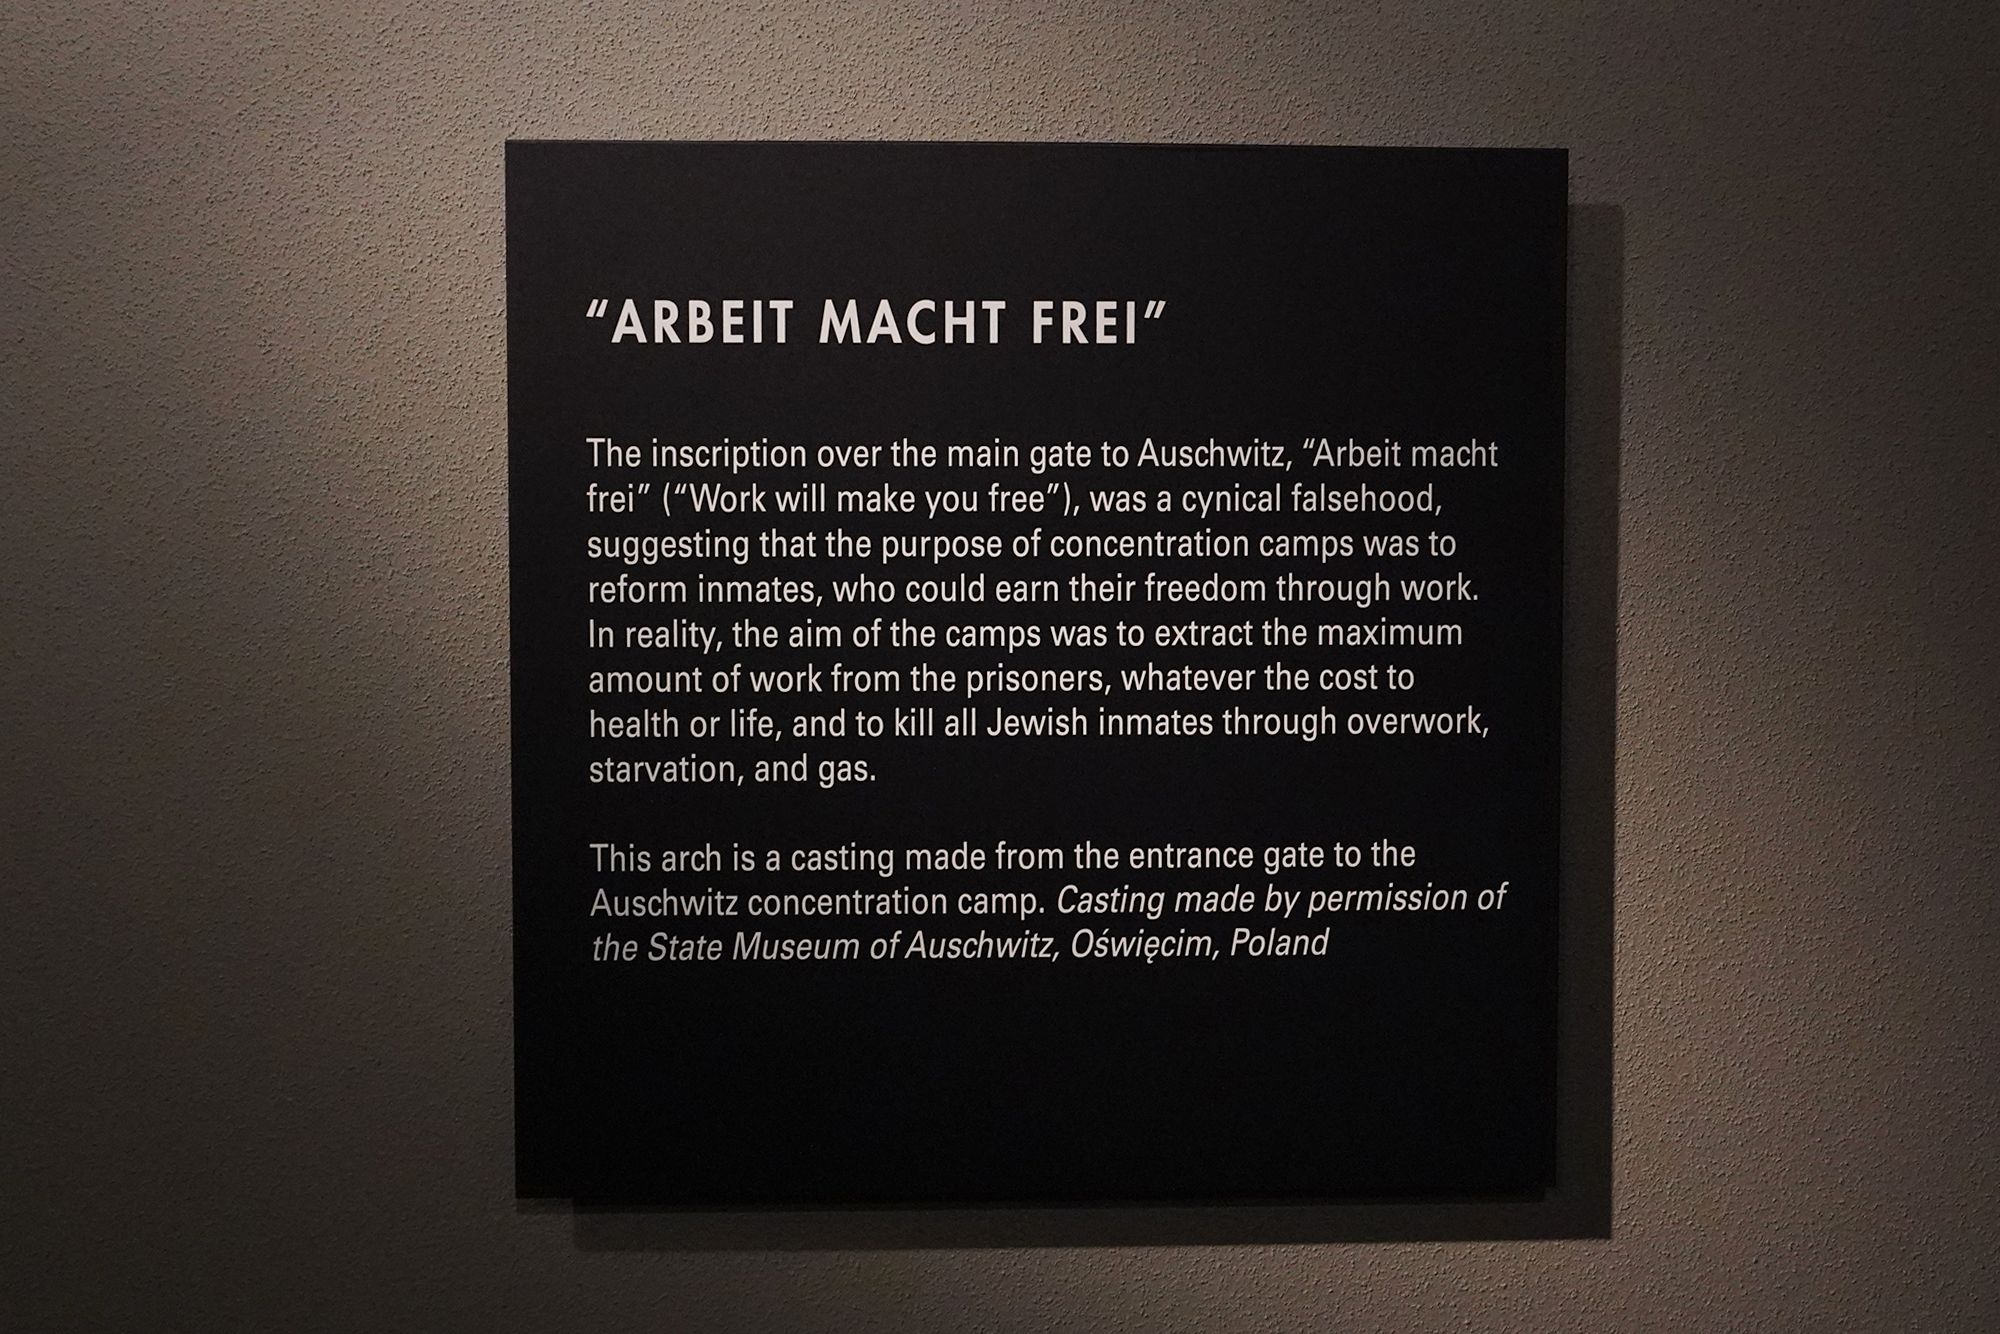 “ARBEIT MACHT FREI”
The inscription over the main gate to Auschwitz, “Arbeit macht
frei” (“Work will make you free”), was a cynical falsehood,
suggesting that the purpose of concentration camps was to
reform inmates, who could earn their freedom through work.
In reality, the aim of the camps was to extract the maximum
amount of work from the prisoners, whatever the cost to
health or life, and to kill all Jewish inmates through overwork,
starvation, and gas.
This arch is a casting made from the entrance gate to the
Auschwitz concentration camp. Casting made by permission of
the State Museum of Auschwitz, Oświęcim, Poland